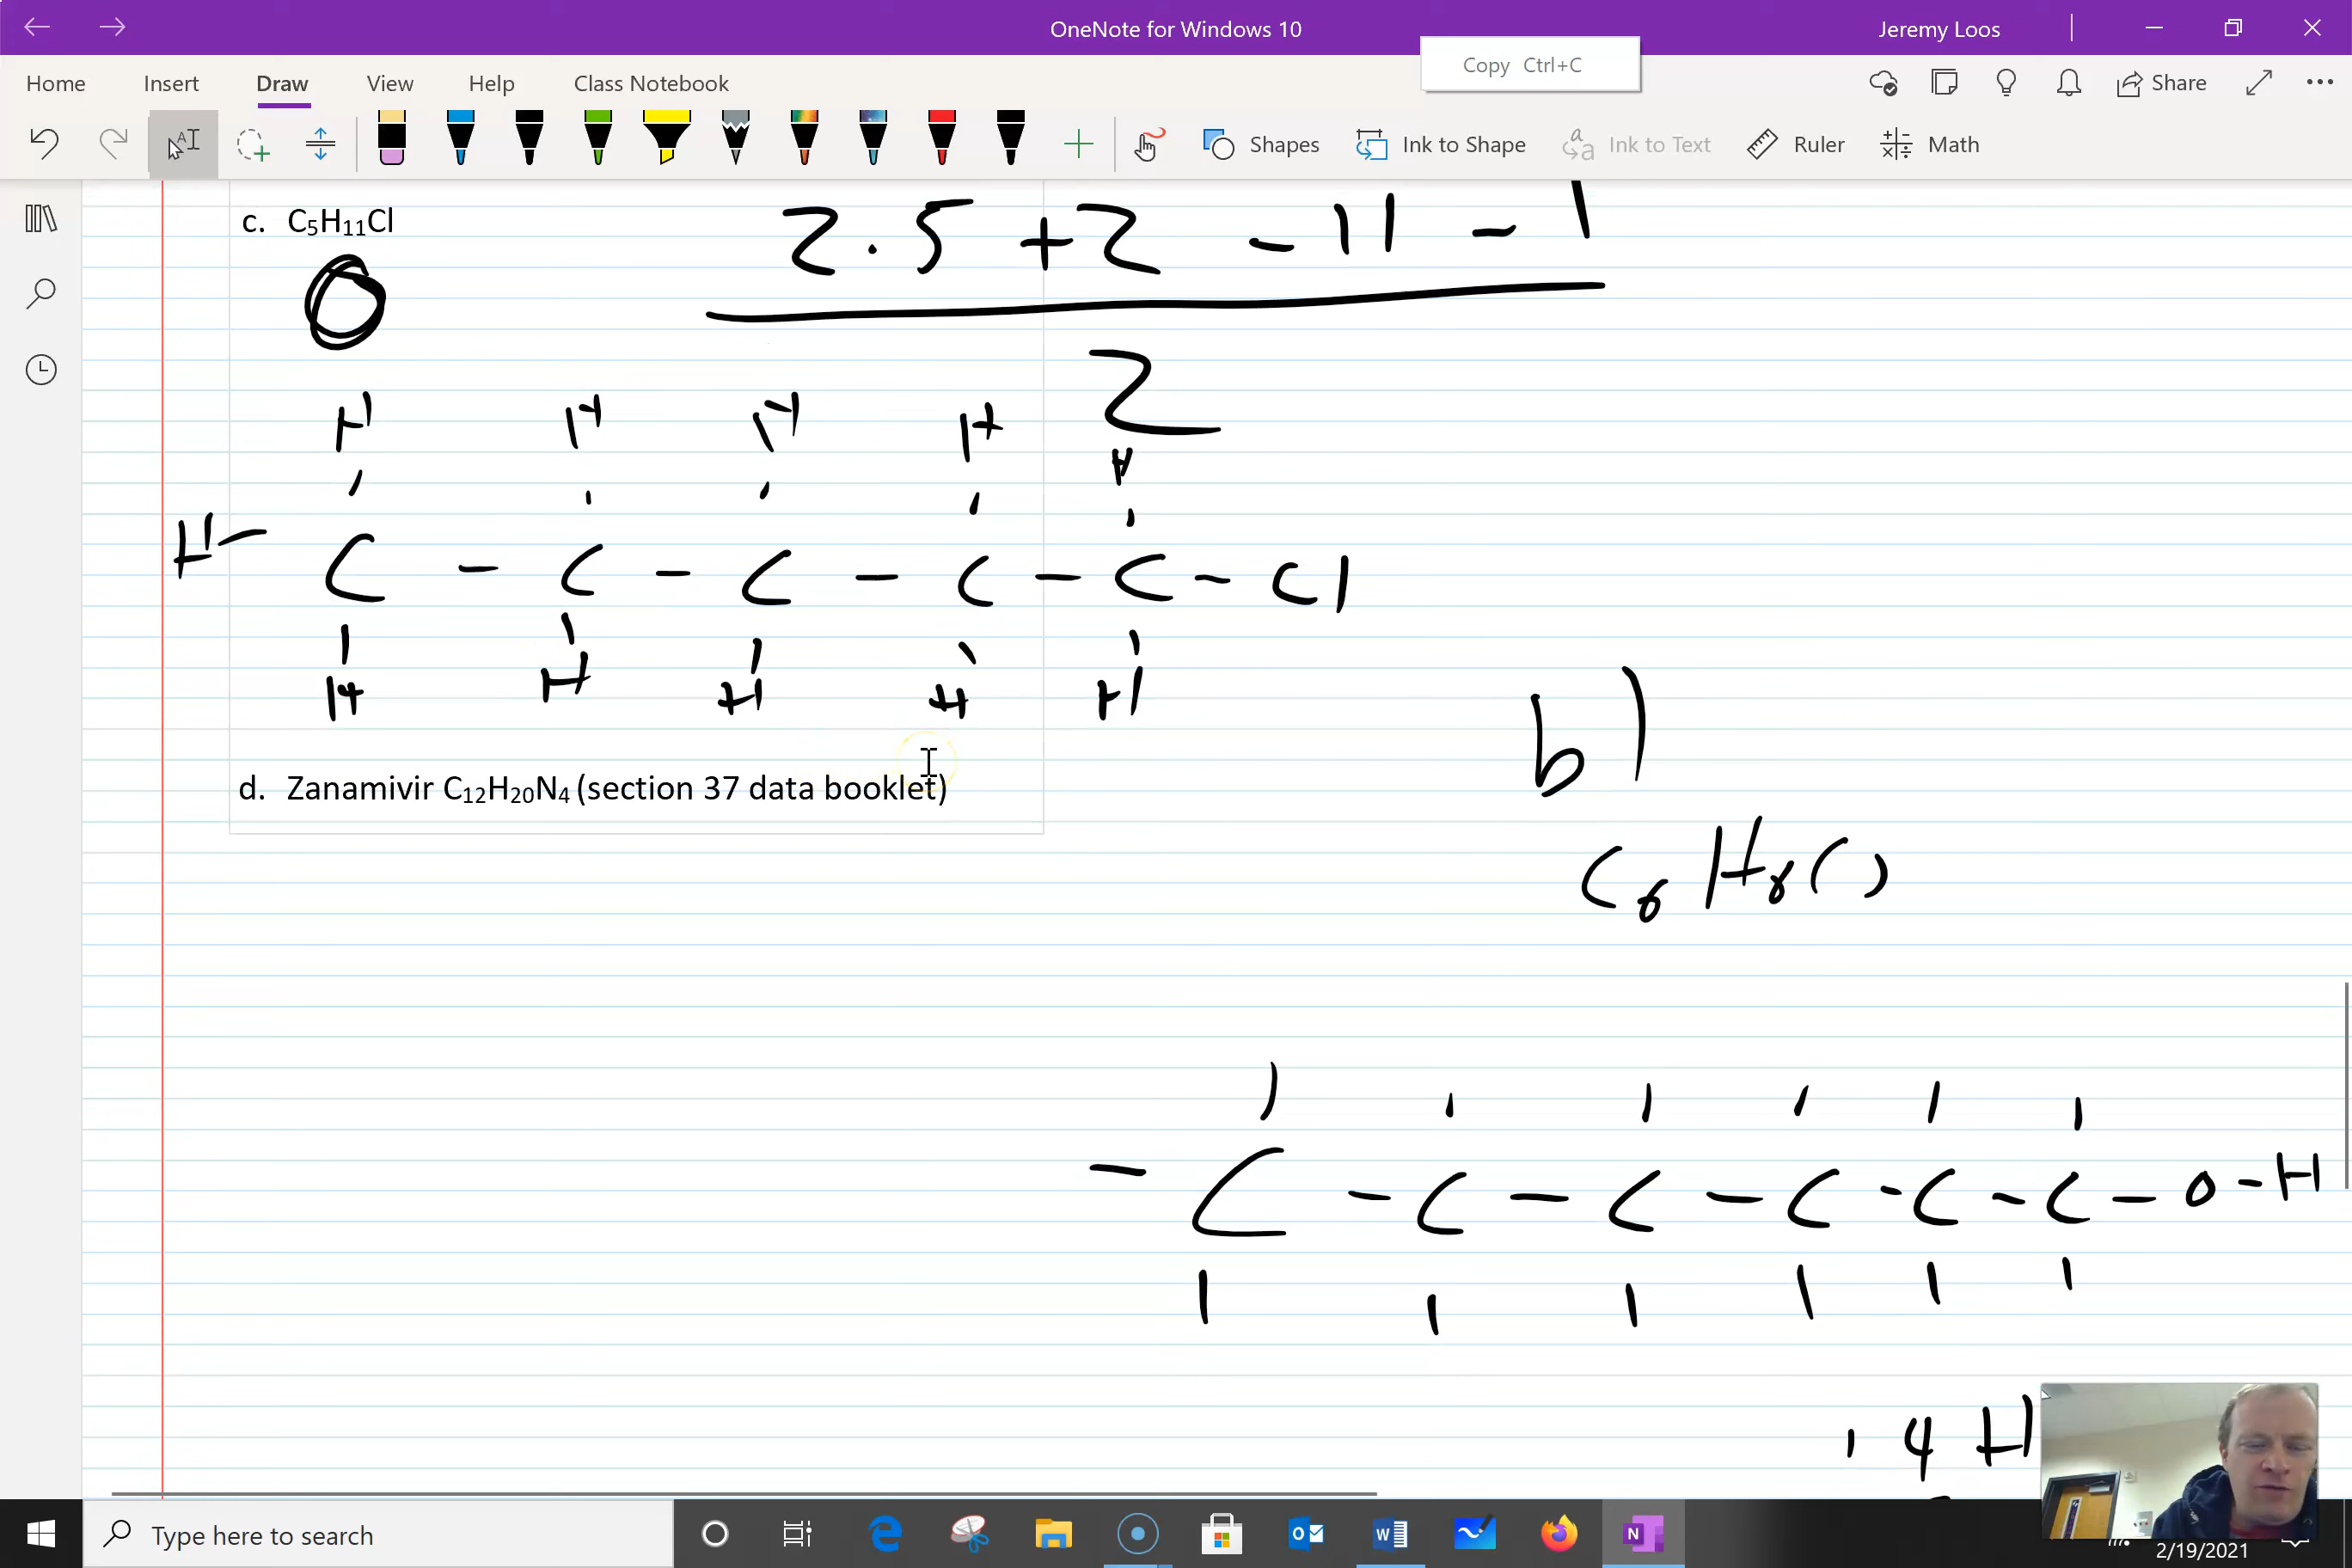 OneNote for Windows 10
Jeremy Loos
Copy Ctrl+C
Home Insert Draw View Help Class Notebook
Share
Shapes Ink to Shape Ink to Text Ruler Math
c. C₅H₁₁Cl
2 · 5 + 2 - 11 - 1
2
0
H H H H H
H - C - C - C - C - C - Cl
H H H H H
b)
d. Zanamivir C₁₂H₂₀N₄ (section 37 data booklet)
C₆H₈O
- C - C - C - C - C - C - O - H
14 H
Type here to search
2/19/2021